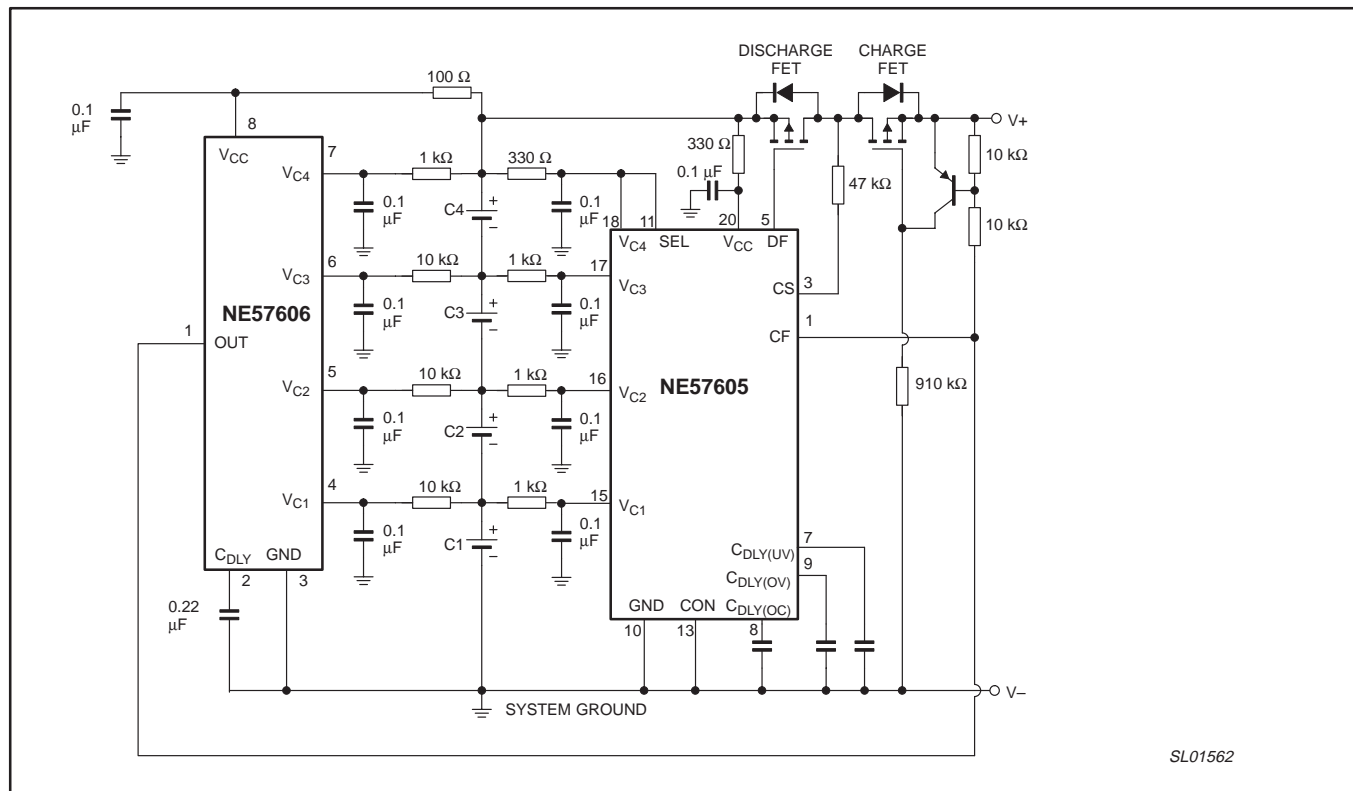 DISCHARGE
FET
CHARGE
FET
100 Ω
0.1
μF
8
V+
VCC
7
VC4
1 kΩ
330 Ω
330 Ω
0.1 μF
47 kΩ
10 kΩ
10 kΩ
0.1
μF
C4
+
–
0.1
μF
18
11
20
5
VC4
SEL
VCC
DF
6
VC3
10 kΩ
1 kΩ
17
VC3
CS
3
NE57606
0.1
μF
C3
+
–
0.1
μF
1
OUT
CF
1
5
VC2
10 kΩ
1 kΩ
16
VC2
NE57605
910 kΩ
0.1
μF
C2
+
–
0.1
μF
4
VC1
10 kΩ
1 kΩ
15
VC1
0.1
μF
C1
+
–
0.1
μF
CDLY
GND
2
3
CDLY(UV)
7
CDLY(OV)
9
GND
CON
CDLY(OC)
10
13
8
0.22
μF
V–
SYSTEM GROUND
SL01562